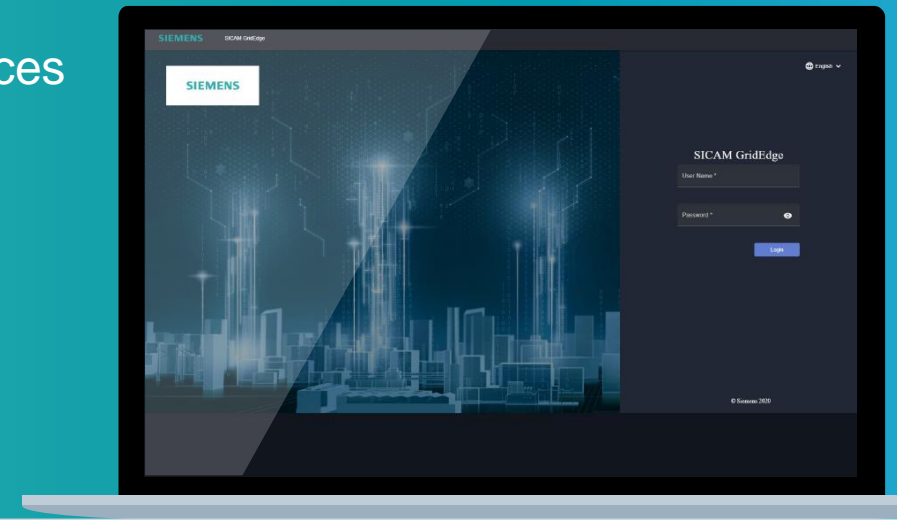 ces
SIEMENS SICAM GridEdge
SIEMENS
English
SICAM GridEdge
User Name *
Password *
Login
© Siemens 2020